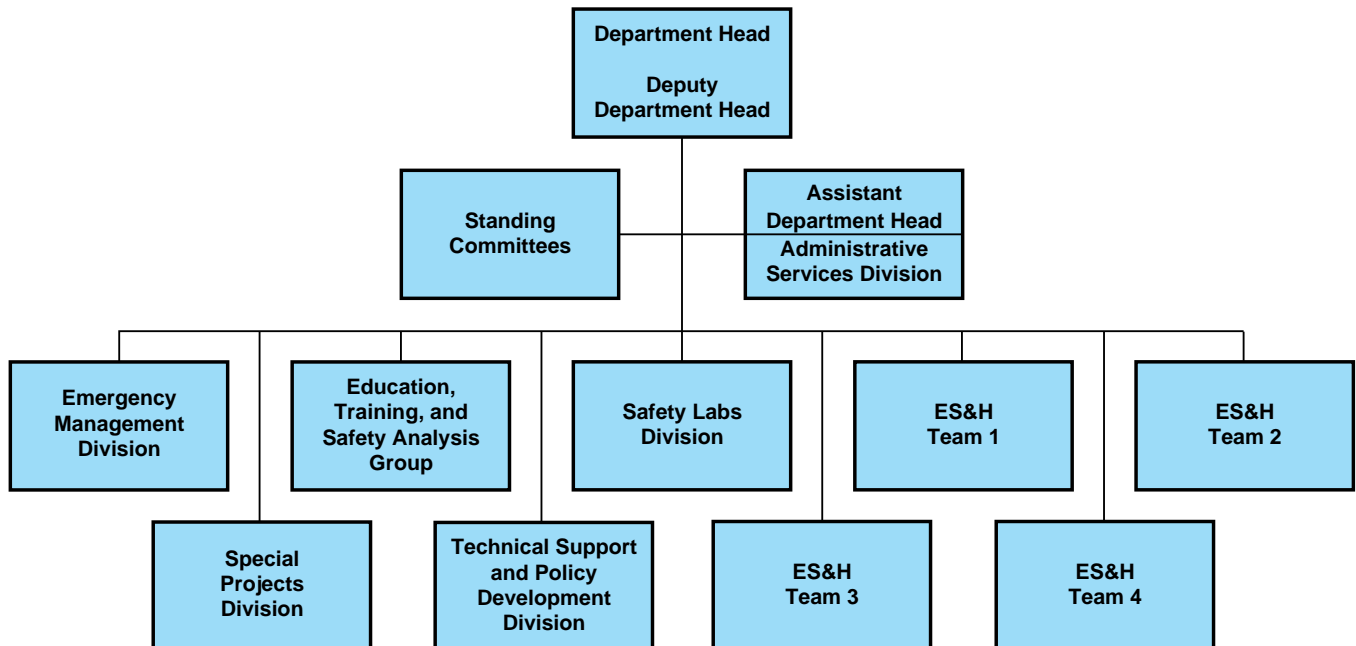 Department Head
Deputy
Department Head
Standing
Committees
Assistant
Department Head
Administrative
Services Division
Emergency
Management
Division
Education,
Training, and
Safety Analysis
Group
Safety Labs
Division
ES&H
Team 1
ES&H
Team 2
Special
Projects
Division
Technical Support
and Policy
Development
Division
ES&H
Team 3
ES&H
Team 4